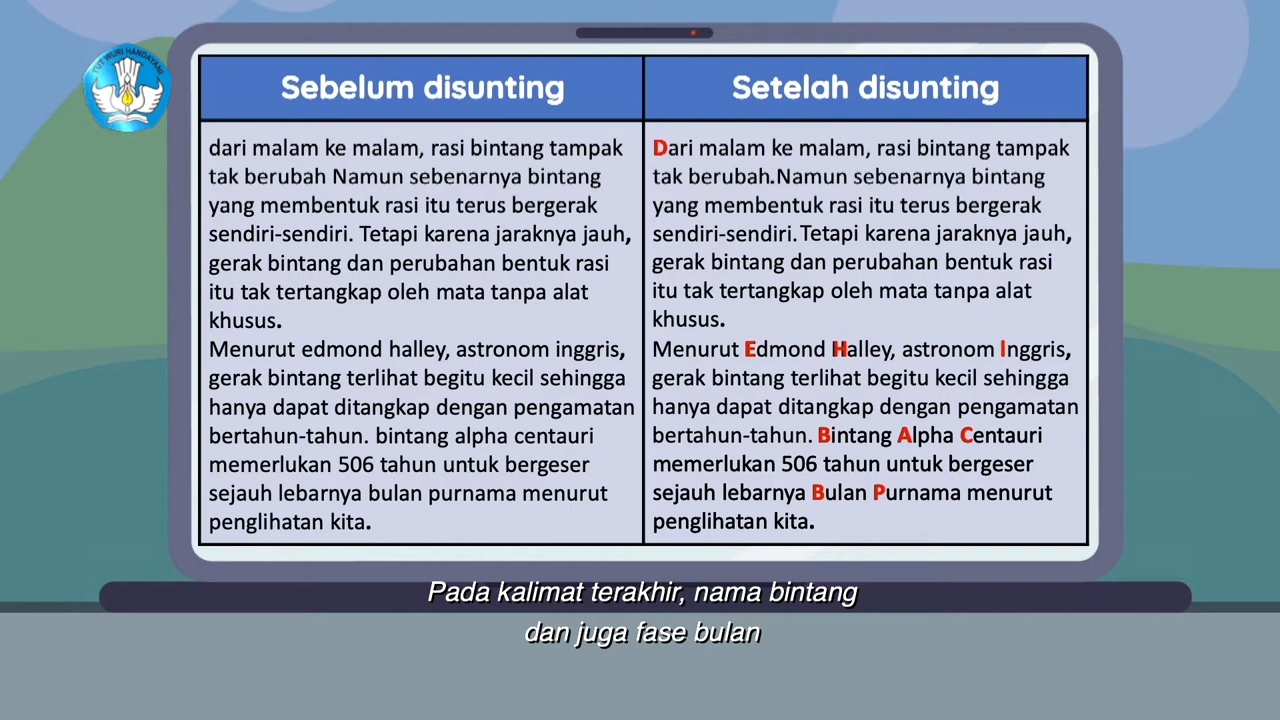 TUT WURI HANDAYANI
Sebelum disunting
dari malam ke malam, rasi bintang tampak
tak berubah Namun sebenarnya bintang
yang membentuk rasi itu terus bergerak
sendiri-sendiri. Tetapi karena jaraknya jauh,
gerak bintang dan perubahan bentuk rasi
itu tak tertangkap oleh mata tanpa alat
khusus.
Menurut edmond halley, astronom inggris,
gerak bintang terlihat begitu kecil sehingga
hanya dapat ditangkap dengan pengamatan
bertahun-tahun. bintang alpha centauri
memerlukan 506 tahun untuk bergeser
sejauh lebarnya bulan purnama menurut
penglihatan kita.
Setelah disunting
Dari malam ke malam, rasi bintang tampak
tak berubah.Namun sebenarnya bintang
yang membentuk rasi itu terus bergerak
sendiri-sendiri.Tetapi karena jaraknya jauh,
gerak bintang dan perubahan bentuk rasi
itu tak tertangkap oleh mata tanpa alat
khusus.
Menurut Edmond Halley, astronom Inggris,
gerak bintang terlihat begitu kecil sehingga
hanya dapat ditangkap dengan pengamatan
bertahun-tahun. Bintang Alpha Centauri
memerlukan 506 tahun untuk bergeser
sejauh lebarnya Bulan Purnama menurut
penglihatan kita.
Pada kalimat terakhir, nama bintang
dan juga fase bulan